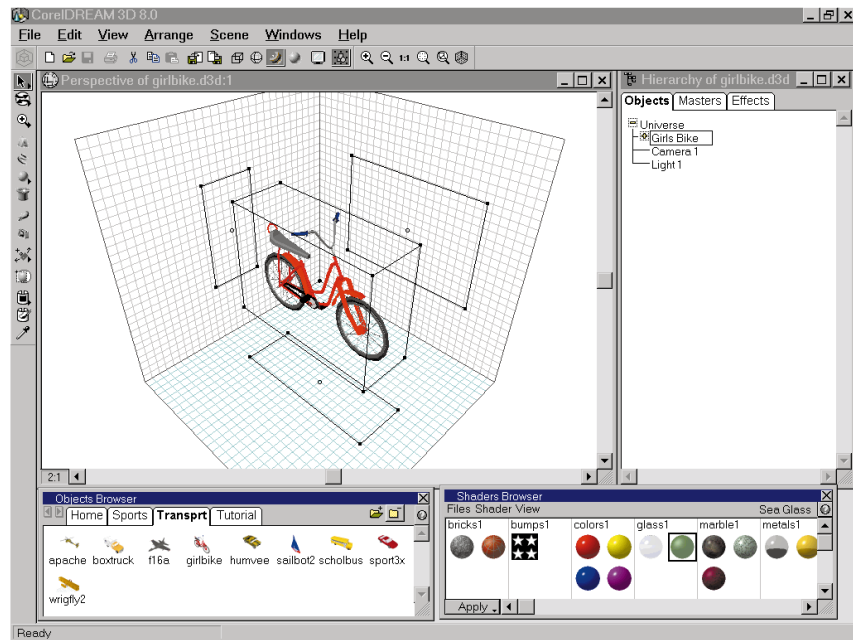 CorelDREAM 3D 8.0
File Edit View Arrange Scene Windows Help
1:1
Perspective of girlbike.d3d:1
Hierarchy of girlbike.d3d
Objects Masters Effects
Universe
Girls Bike
Camera 1
Light 1
2:1
Objects Browser
Home Sports Transprt Tutorial
apache boxtruck f16a girlbike humvee sailbot2 scholbus sport3x
wrigfly2
Shaders Browser
Files Shader View Sea Glass
bricks1 bumps1 colors1 glass1 marble1 metals1
Apply
Ready